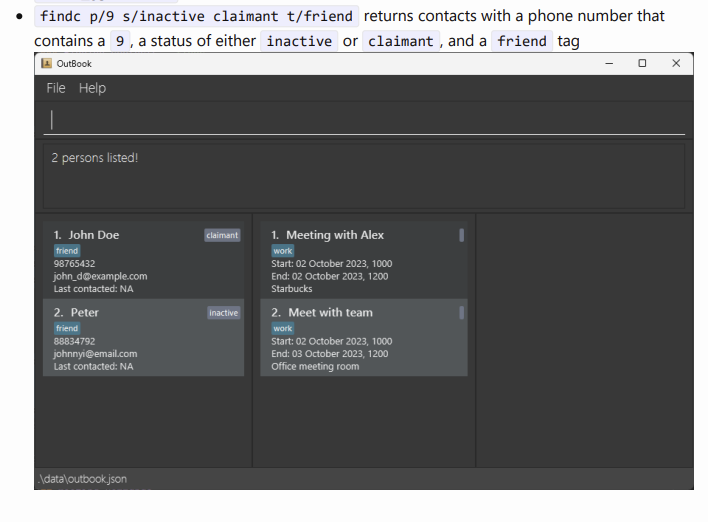 findc p/9 s/inactive claimant t/friend returns contacts with a phone number that
contains a 9 , a status of either inactive or claimant , and a friend tag
OutBook
File Help
2 persons listed!
1. John Doe claimant
friend
98765432
john_d@example.com
Last contacted: NA
2. Peter inactive
friend
88834792
johnnyi@email.com
Last contacted: NA
1. Meeting with Alex
work
Start: 02 October 2023, 1000
End: 02 October 2023, 1200
Starbucks
2. Meet with team
work
Start: 02 October 2023, 1000
End: 03 October 2023, 1200
Office meeting room
.\data\outbook.json